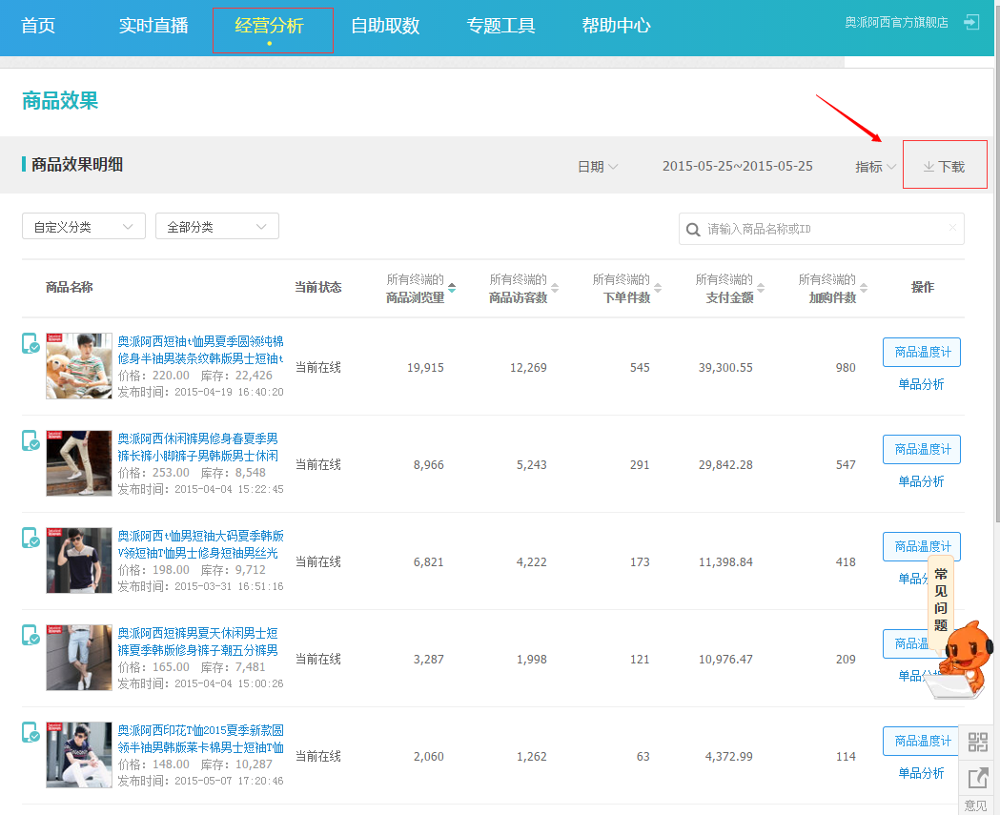 首页 实时直播 经营分析 自助取数 专题工具 帮助中心 奥派阿西官方旗舰店
商品效果
商品效果明细 日期 2015-05-25~2015-05-25 指标 下载
自定义分类 全部分类 请输入商品名称或ID
商品名称 当前状态 所有终端的商品浏览量 所有终端的商品访客数 所有终端的下单件数 所有终端的支付金额 所有终端的加购件数 操作
奥派阿西短袖t恤男夏季圆领纯棉
修身半袖男装条纹韩版男士短袖t
价格：220.00 库存：22,426
发布时间：2015-04-19 16:40:20
当前在线 19,915 12,269 545 39,300.55 980
商品温度计
单品分析
奥派阿西休闲裤男修身春夏季男
裤长裤小脚裤子男韩版男士休闲
价格：253.00 库存：8,548
发布时间：2015-04-04 15:22:45
当前在线 8,966 5,243 291 29,842.28 547
商品温度计
单品分析
奥派阿西t恤男短袖大码夏季韩版
V领短袖T恤男士修身短袖男丝光
价格：198.00 库存：9,712
发布时间：2015-03-31 16:51:16
当前在线 6,821 4,222 173 11,398.84 418
商品温度计
单品分
奥派阿西短裤男夏天休闲男士短
裤夏季韩版修身裤子潮五分裤男
价格：165.00 库存：7,481
发布时间：2015-04-04 15:00:26
当前在线 3,287 1,998 121 10,976.47 209
商品温
单品分析
奥派阿西印花T恤2015夏季新款圆
领半袖男韩版莱卡棉男士短袖T恤
价格：148.00 库存：10,287
发布时间：2015-05-07 17:20:46
当前在线 2,060 1,262 63 4,372.99 114
商品温度计
单品分析
常见问题
意见